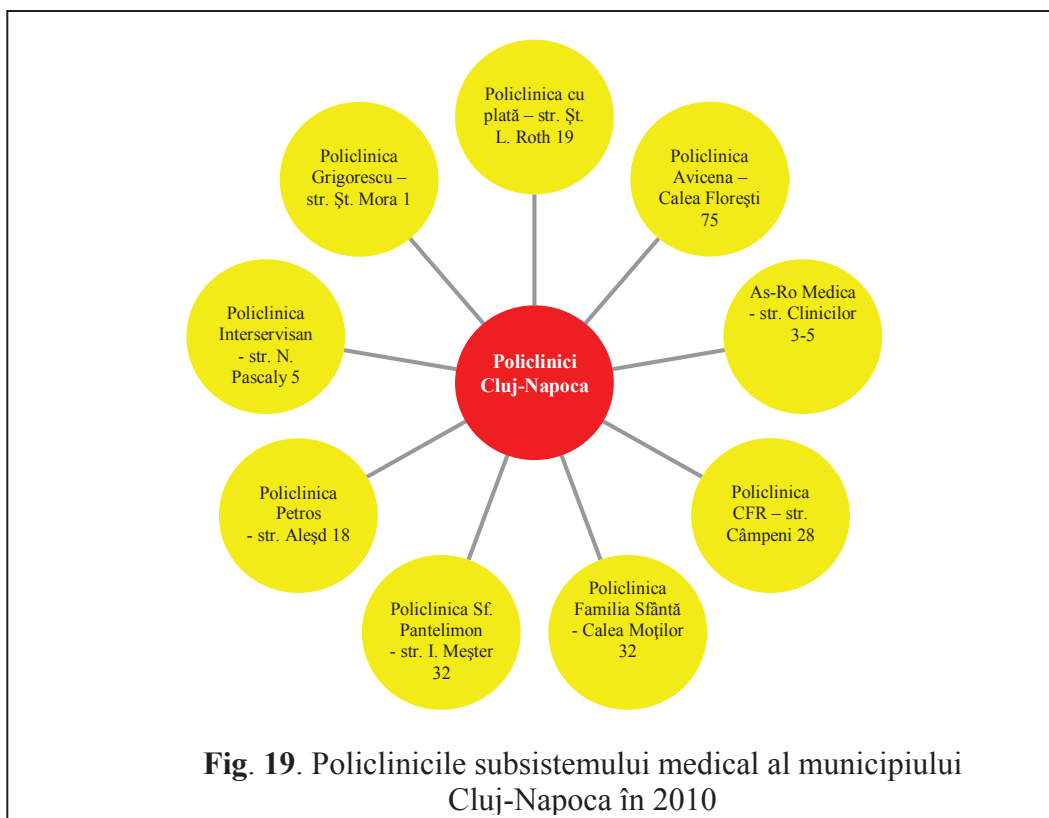 Policlinica cu
plată – str. Şt.
L. Roth 19
Policlinica
Avicena –
Calea Floreşti
75
As-Ro Medica
- str. Clinicilor
3-5
Policlinica
CFR – str.
Câmpeni 28
Policlinica
Familia Sfântă
- Calea Moţilor
32
Policlinica Sf.
Pantelimon
- str. I. Meşter
32
Policlinica
Petros
- str. Aleşd 18
Policlinica
Interservisan
- str. N.
Pascaly 5
Policlinica
Grigorescu –
str. Şt. Mora 1
Policlinici
Cluj-Napoca
Fig. 19. Policlinicile subsistemului medical al municipiului
Cluj-Napoca în 2010